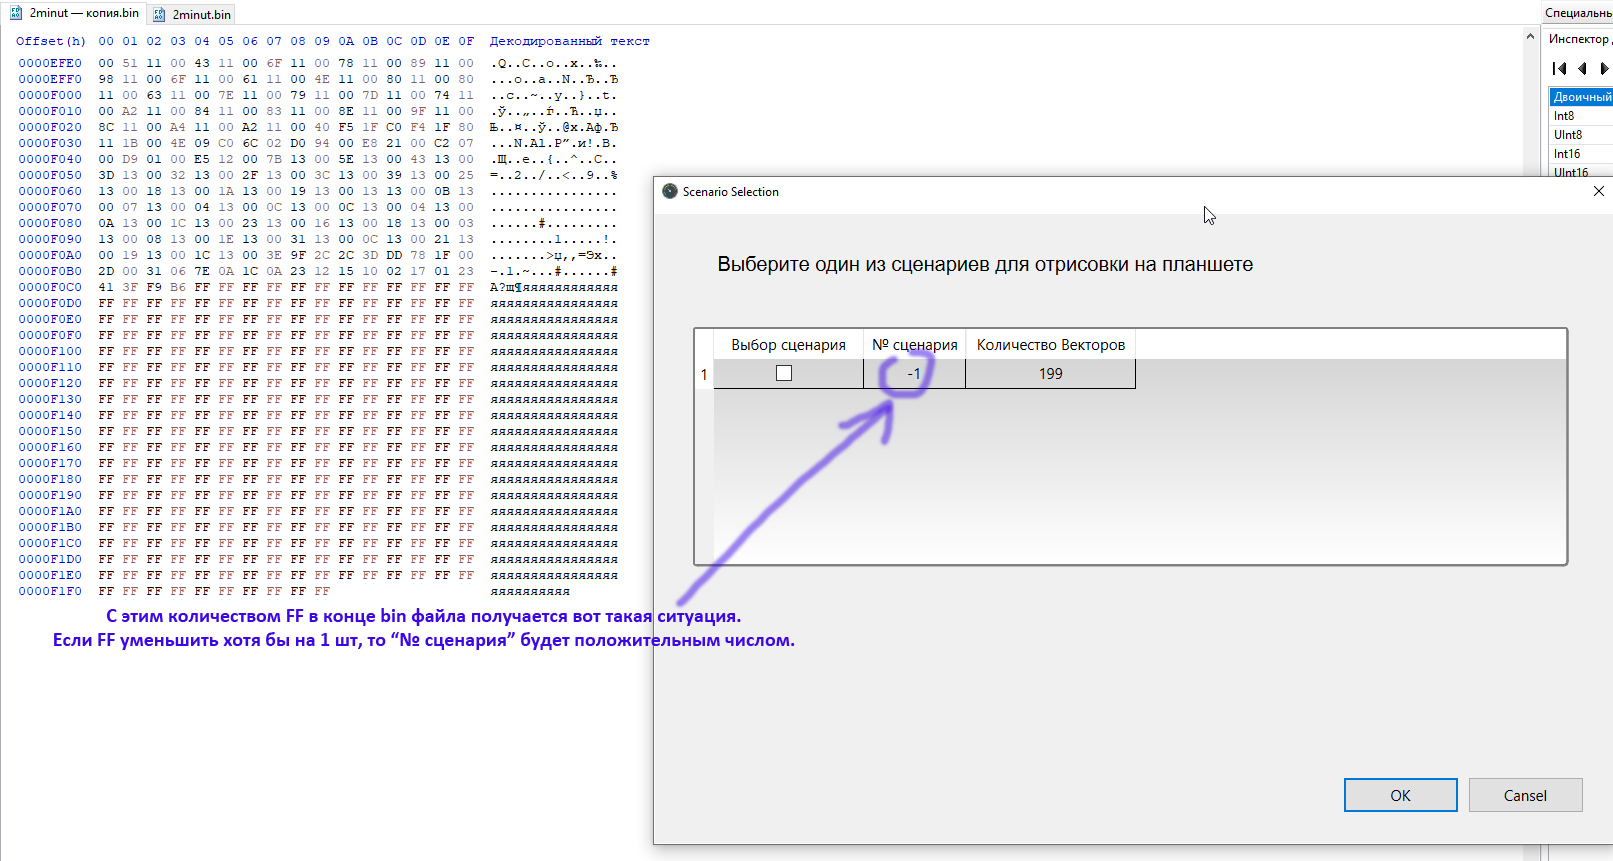 2minut — копия.bin
2minut.bin
Offset(h) 00 01 02 03 04 05 06 07 08 09 0A 0B 0C 0D 0E 0F Декодированный текст
0000EFE0 00 51 11 00 43 11 00 6F 11 00 78 11 00 89 11 00 .Q..C..o..x..‰..
0000EFF0 98 11 00 6F 11 00 61 11 00 4E 11 00 80 11 00 80 ...o..a..N..Ђ..Ђ
0000F000 11 00 63 11 00 7E 11 00 79 11 00 7D 11 00 74 11 ..c..~..y..}..t.
0000F010 00 A2 11 00 84 11 00 83 11 00 8E 11 00 9F 11 00 .ў..„..ѓ..Ћ..џ..
0000F020 8C 11 00 A4 11 00 A2 11 00 40 F5 1F C0 F4 1F 80 Њ..¤..ў..@х.Аф.Ђ
0000F030 11 1B 00 4E 09 C0 6C 02 D0 94 00 E8 21 00 C2 07 ...N.Аl.Р”.и!.В.
0000F040 00 D9 01 00 E5 12 00 7B 13 00 5E 13 00 43 13 00 .Щ..е..{..^..C..
0000F050 3D 13 00 32 13 00 2F 13 00 3C 13 00 39 13 00 25 =..2../..<..9..%
0000F060 13 00 18 13 00 1A 13 00 19 13 00 13 13 00 0B 13 ................
0000F070 00 07 13 00 04 13 00 0C 13 00 0C 13 00 04 13 00 ................
0000F080 0A 13 00 1C 13 00 23 13 00 16 13 00 18 13 00 03 ......#.........
0000F090 13 00 08 13 00 1E 13 00 31 13 00 0C 13 00 21 13 ........1.....!.
0000F0A0 00 19 13 00 1C 13 00 3E 9F 2C 2C 3D DD 78 1F 00 .......>џ,,=Эx..
0000F0B0 2D 00 31 06 7E 0A 1C 0A 23 12 15 10 02 17 01 23 -.1.~...#......#
0000F0C0 41 3F F9 B6 FF FF FF FF FF FF FF FF FF FF FF FF A?щ¶яяяяяяяяяяяя
0000F0D0 FF FF FF FF FF FF FF FF FF FF FF FF FF FF FF FF яяяяяяяяяяяяяяяя
0000F0E0 FF FF FF FF FF FF FF FF FF FF FF FF FF FF FF FF яяяяяяяяяяяяяяяя
0000F0F0 FF FF FF FF FF FF FF FF FF FF FF FF FF FF FF FF яяяяяяяяяяяяяяяя
0000F100 FF FF FF FF FF FF FF FF FF FF FF FF FF FF FF FF яяяяяяяяяяяяяяяя
0000F110 FF FF FF FF FF FF FF FF FF FF FF FF FF FF FF FF яяяяяяяяяяяяяяяя
0000F120 FF FF FF FF FF FF FF FF FF FF FF FF FF FF FF FF яяяяяяяяяяяяяяяя
0000F130 FF FF FF FF FF FF FF FF FF FF FF FF FF FF FF FF яяяяяяяяяяяяяяяя
0000F140 FF FF FF FF FF FF FF FF FF FF FF FF FF FF FF FF яяяяяяяяяяяяяяяя
0000F150 FF FF FF FF FF FF FF FF FF FF FF FF FF FF FF FF яяяяяяяяяяяяяяяя
0000F160 FF FF FF FF FF FF FF FF FF FF FF FF FF FF FF FF яяяяяяяяяяяяяяяя
0000F170 FF FF FF FF FF FF FF FF FF FF FF FF FF FF FF FF яяяяяяяяяяяяяяяя
0000F180 FF FF FF FF FF FF FF FF FF FF FF FF FF FF FF FF яяяяяяяяяяяяяяяя
0000F190 FF FF FF FF FF FF FF FF FF FF FF FF FF FF FF FF яяяяяяяяяяяяяяяя
0000F1A0 FF FF FF FF FF FF FF FF FF FF FF FF FF FF FF FF яяяяяяяяяяяяяяяя
0000F1B0 FF FF FF FF FF FF FF FF FF FF FF FF FF FF FF FF яяяяяяяяяяяяяяяя
0000F1C0 FF FF FF FF FF FF FF FF FF FF FF FF FF FF FF FF яяяяяяяяяяяяяяяя
0000F1D0 FF FF FF FF FF FF FF FF FF FF FF FF FF FF FF FF яяяяяяяяяяяяяяяя
0000F1E0 FF FF FF FF FF FF FF FF FF FF FF FF FF FF FF FF яяяяяяяяяяяяяяяя
0000F1F0 FF FF FF FF FF FF FF FF FF FF яяяяяяяяяя
С этим количеством FF в конце bin файла получается вот такая ситуация.
Если FF уменьшить хотя бы на 1 шт, то “№ сценария” будет положительным числом.
Специальны
Инспектор
Двоичный
Int8
UInt8
Int16
UInt16
Scenario Selection
Выберите один из сценариев для отрисовки на планшете
Выбор сценария № сценария Количество Векторов
1 -1 199
OK Cansel